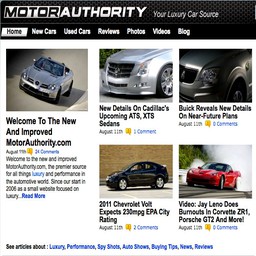 MOTORAUTHORITY Your Luxury Car Source
Home New Cars Used Cars Reviews Photos Videos Blog
Welcome To The New
And Improved
MotorAuthority.com
August 11th 24 Comments
Welcome to the new and improved
MotorAuthority.com, the premier source
for all things luxury and performance in
the automotive world. Since our start in
2006 as a small website focused on
luxury...Read More
New Details On Cadillac's
Upcoming ATS, XTS
Sedans
August 11th 1 Comment
Buick Reveals New Details
On Near-Future Plans
August 11th 0 Comments
2011 Chevrolet Volt
Expects 230mpg EPA City
Rating
August 11th 2 Comments
Video: Jay Leno Does
Burnouts In Corvette ZR1,
Porsche GT2 And More!
August 11th 0 Comments
See articles about : Luxury, Performance, Spy Shots, Auto Shows, Buying Tips, News, Reviews